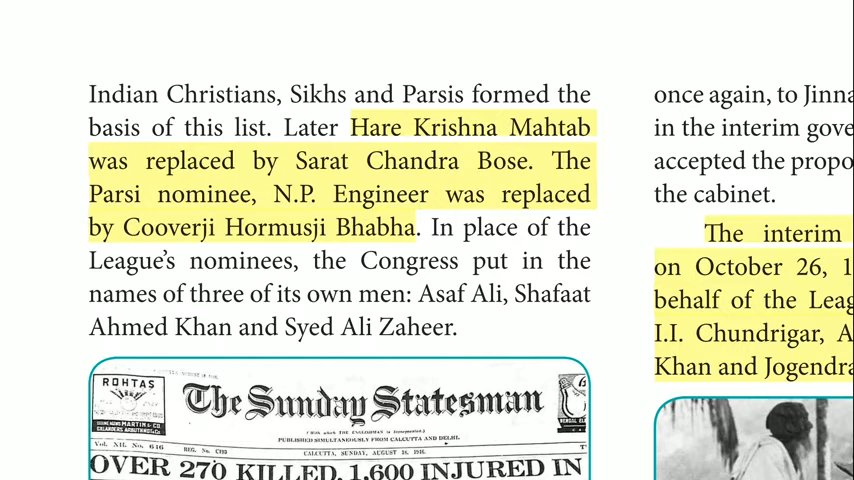 Indian Christians, Sikhs and Parsis formed the
basis of this list. Later Hare Krishna Mahtab
was replaced by Sarat Chandra Bose. The
Parsi nominee, N.P. Engineer was replaced
by Cooverji Hormusji Bhabha. In place of the
League's nominees, the Congress put in the
names of three of its own men: Asaf Ali, Shafaat
Ahmed Khan and Syed Ali Zaheer.
ROHTAS
The Sunday Statesman
PUBLISHED SIMULTANEOUSLY FROM CALCUTTA AND DELHI.
Vol. XII. No. 646
CALCUTTA, SUNDAY, AUGUST 18, 1946.
OVER 270 KILLED, 1,600 INJURED IN
once again, to Jinna
in the interim gove
accepted the propo
the cabinet.
The interim
on October 26, 1
behalf of the Leag
I.I. Chundrigar, A
Khan and Jogendra